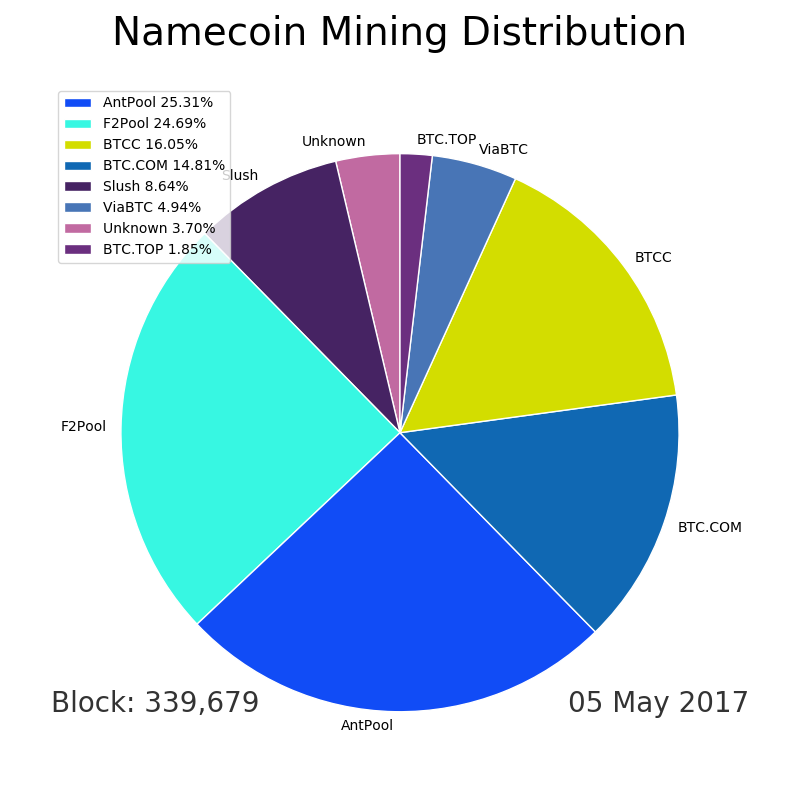 Namecoin Mining Distribution
AntPool 25.31%
F2Pool 24.69%
BTCC 16.05%
BTC.COM 14.81%
Slush 8.64%
ViaBTC 4.94%
Unknown 3.70%
BTC.TOP 1.85%
Unknown
BTC.TOP
ViaBTC
Slush
BTCC
F2Pool
BTC.COM
Block: 339,679
05 May 2017
AntPool